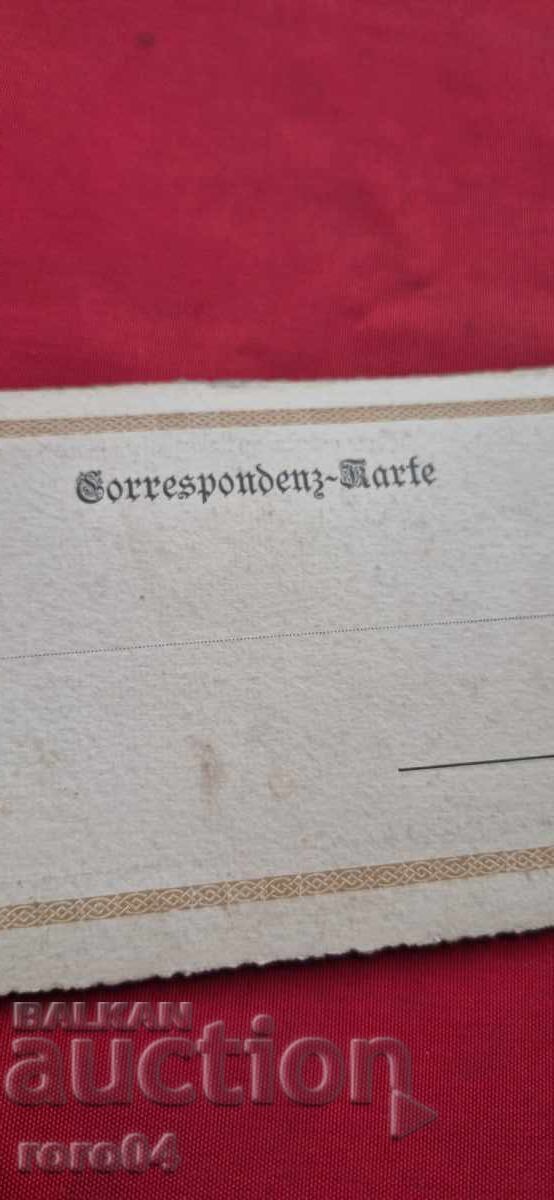 Correspondenz-Karte
BALKAN
auction
roro04